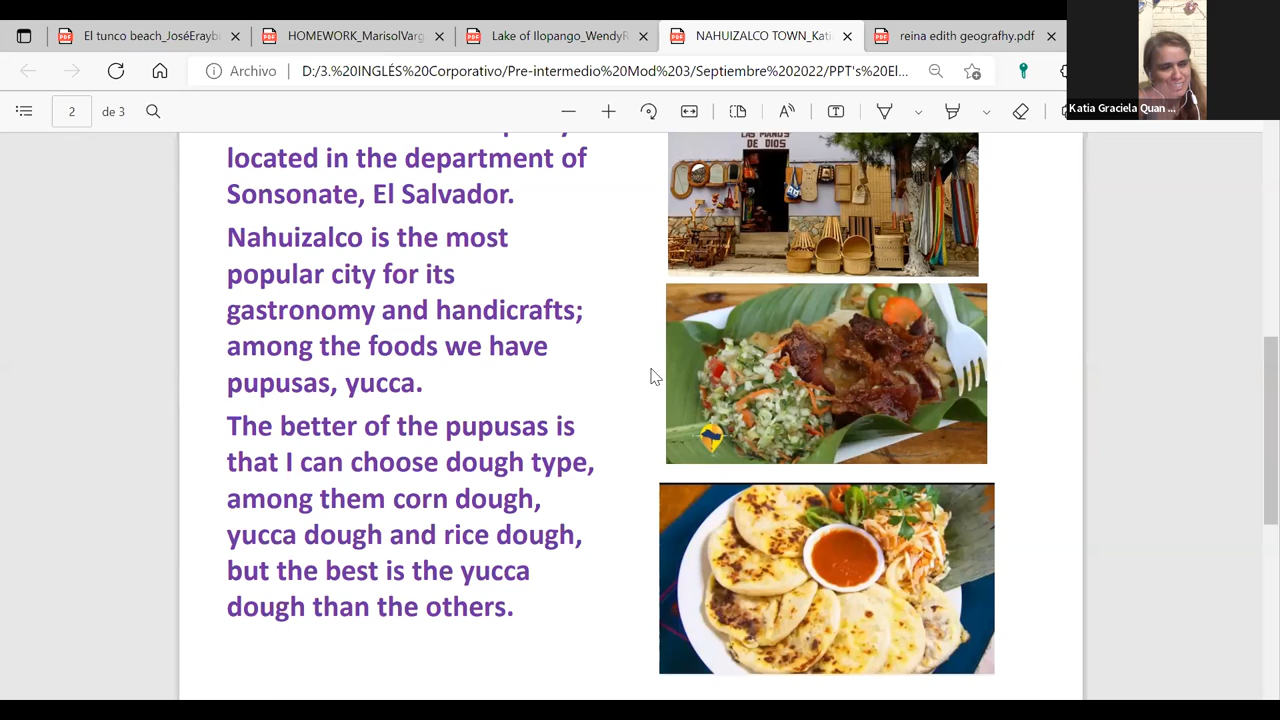 El tunco beach_JoséErayb
HOMEWORK_MarisolVarg
Lake of Ilopango_WendyR
NAHUIZALCO TOWN_Kati
reina edith geografhy.pdf
Archivo
D:/3.%20INGLÉS%20Corporativo/Pre-intermedio%20Mod%203/Septiembre%202022/PPT's%20El...
Katia Graciela Quan ...
2 de 3
located in the department of
Sonsonate, El Salvador.
Nahuizalco is the most
popular city for its
gastronomy and handicrafts;
among the foods we have
pupusas, yucca.
The better of the pupusas is
that I can choose dough type,
among them corn dough,
yucca dough and rice dough,
but the best is the yucca
dough than the others.
LAS MANOS
DE DIOS